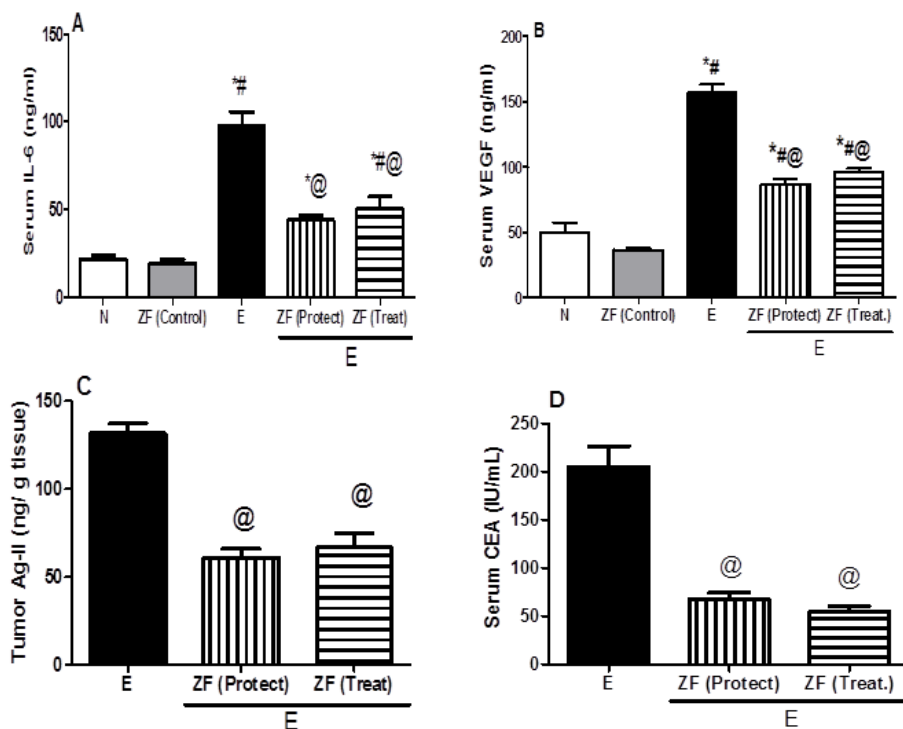 A
Serum IL-6 (ng/ml)
150
100
50
0
*#
*@
*#@
N ZF (Control) E ZF (Protect) ZF (Treat)
E
B
Serum VEGF (ng/ml)
200
150
100
50
0
*#
*#@
*#@
N ZF (Control) E ZF (Protect) ZF (Treat.)
E
C
Tumor Ag-II (ng/ g tissue)
150
100
50
0
@
@
E ZF (Protect) ZF (Treat)
E
D
Serum CEA (IU/mL)
250
200
150
100
50
0
@
@
E ZF (Protect) ZF (Treat.)
E